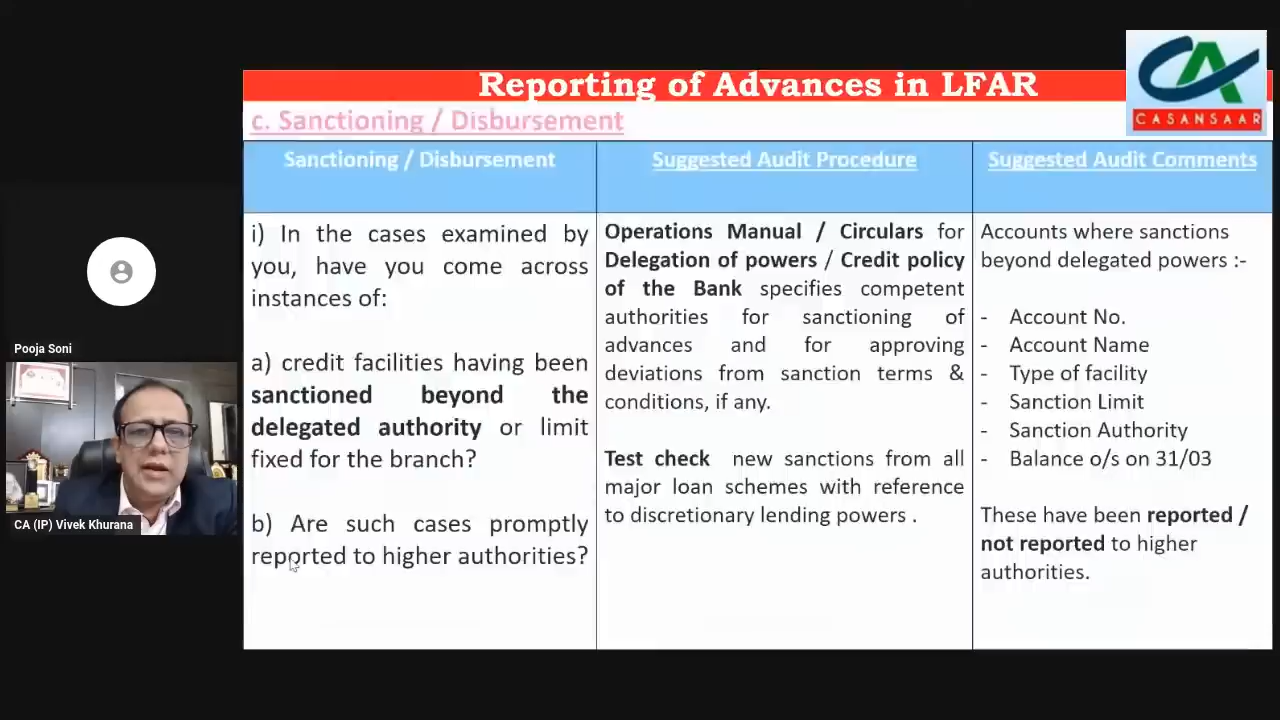 Reporting of Advances in LFAR
CASANSAAR
c. Sanctioning / Disbursement
Sanctioning / Disbursement
i) In the cases examined by
you, have you come across
instances of:
a) credit facilities having been
sanctioned beyond the
delegated authority or limit
fixed for the branch?
b) Are such cases promptly
reported to higher authorities?
Suggested Audit Procedure
Operations Manual / Circulars for
Delegation of powers / Credit policy
of the Bank specifies competent
authorities for sanctioning of
advances and for approving
deviations from sanction terms &
conditions, if any.
Test check new sanctions from all
major loan schemes with reference
to discretionary lending powers .
Suggested Audit Comments
Accounts where sanctions
beyond delegated powers :-
- Account No.
- Account Name
- Type of facility
- Sanction Limit
- Sanction Authority
- Balance o/s on 31/03
These have been reported /
not reported to higher
authorities.
Pooja Soni
CA (IP) Vivek Khurana